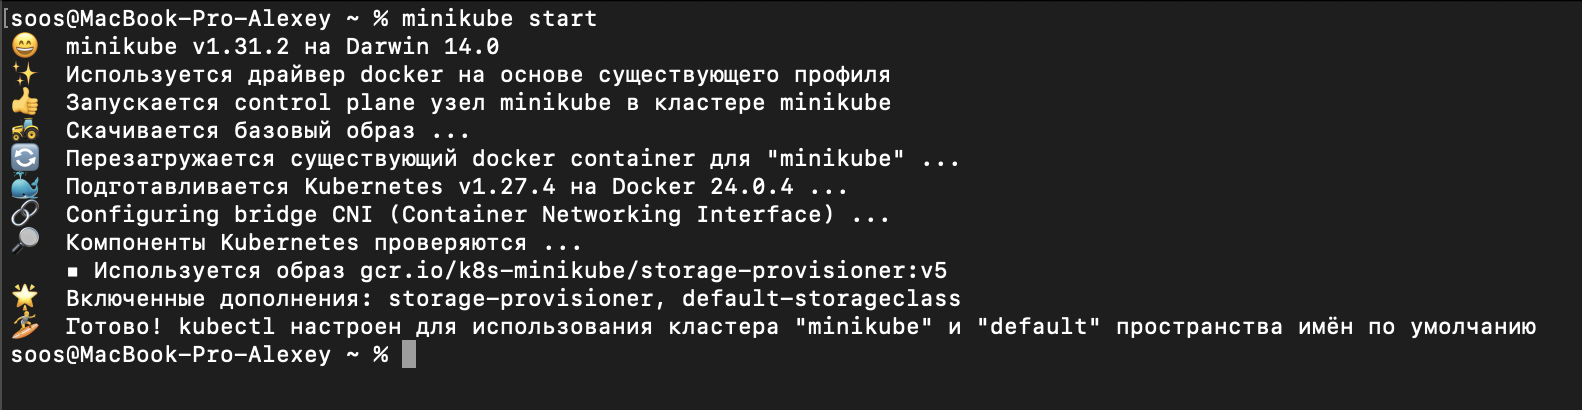 [soos@MacBook-Pro-Alexey ~ % minikube start
😄  minikube v1.31.2 на Darwin 14.0
✨  Используется драйвер docker на основе существующего профиля
👍  Запускается control plane узел minikube в кластере minikube
🚜  Скачивается базовый образ ...
🔄  Перезагружается существующий docker container для "minikube" ...
🐳  Подготавливается Kubernetes v1.27.4 на Docker 24.0.4 ...
🔗  Configuring bridge CNI (Container Networking Interface) ...
🔎  Компоненты Kubernetes проверяются ...
    ▪ Используется образ gcr.io/k8s-minikube/storage-provisioner:v5
🌟  Включенные дополнения: storage-provisioner, default-storageclass
🏄  Готово! kubectl настроен для использования кластера "minikube" и "default" пространства имён по умолчанию
soos@MacBook-Pro-Alexey ~ %